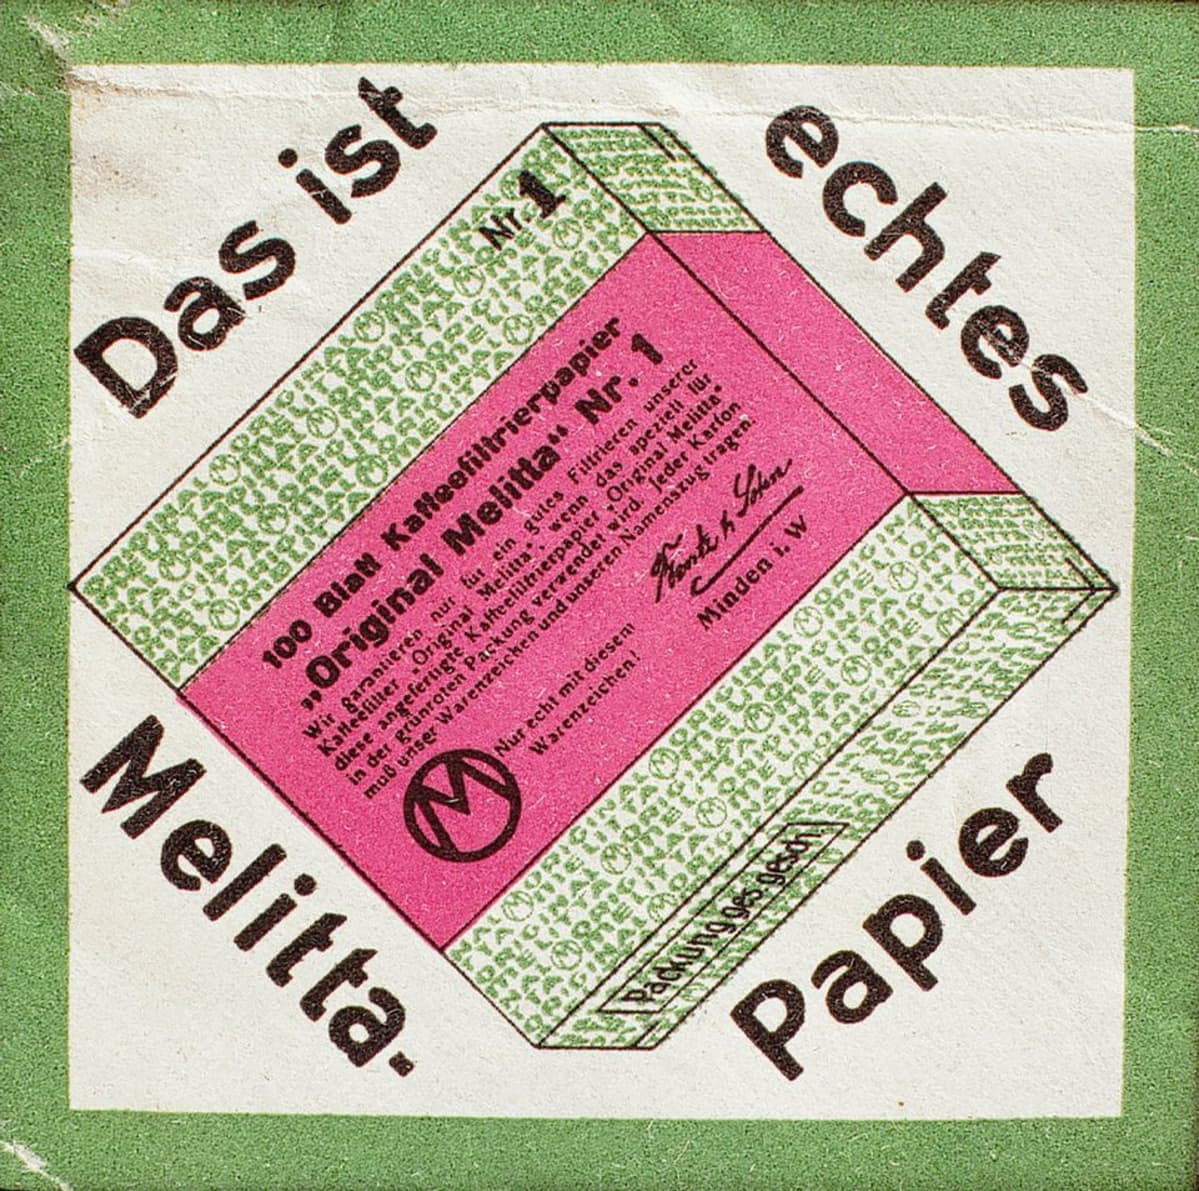 Das ist
echtes
Melitta-
Papier
Nr. 1
100 Blatt Kaffeefiltrierpapier
„Original Melitta“ Nr. 1
Wir garantieren nur für ein gutes Filtrieren unserer
Kaffeefilter „Original Melitta“, wenn das speziell für
diese angefertigte Kaffeefiltrierpapier „Original Melitta“
in der grünroten Packung verwendet wird. Jeder Karton
muß unser Warenzeichen und unseren Namenszug tragen.
Minden i. W
Nur echt mit diesem
Warenzeichen!
M
Packung ges. gesch.